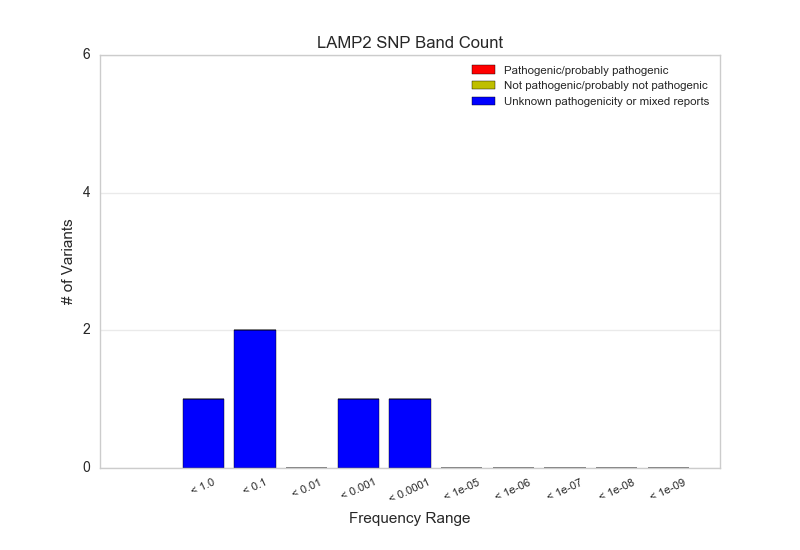 LAMP2 SNP Band Count
Pathogenic/probably pathogenic
Not pathogenic/probably not pathogenic
Unknown pathogenicity or mixed reports
# of Variants
6
4
2
0
< 1.0
< 0.1
< 0.01
< 0.001
< 0.0001
< 1e-05
< 1e-06
< 1e-07
< 1e-08
< 1e-09
Frequency Range